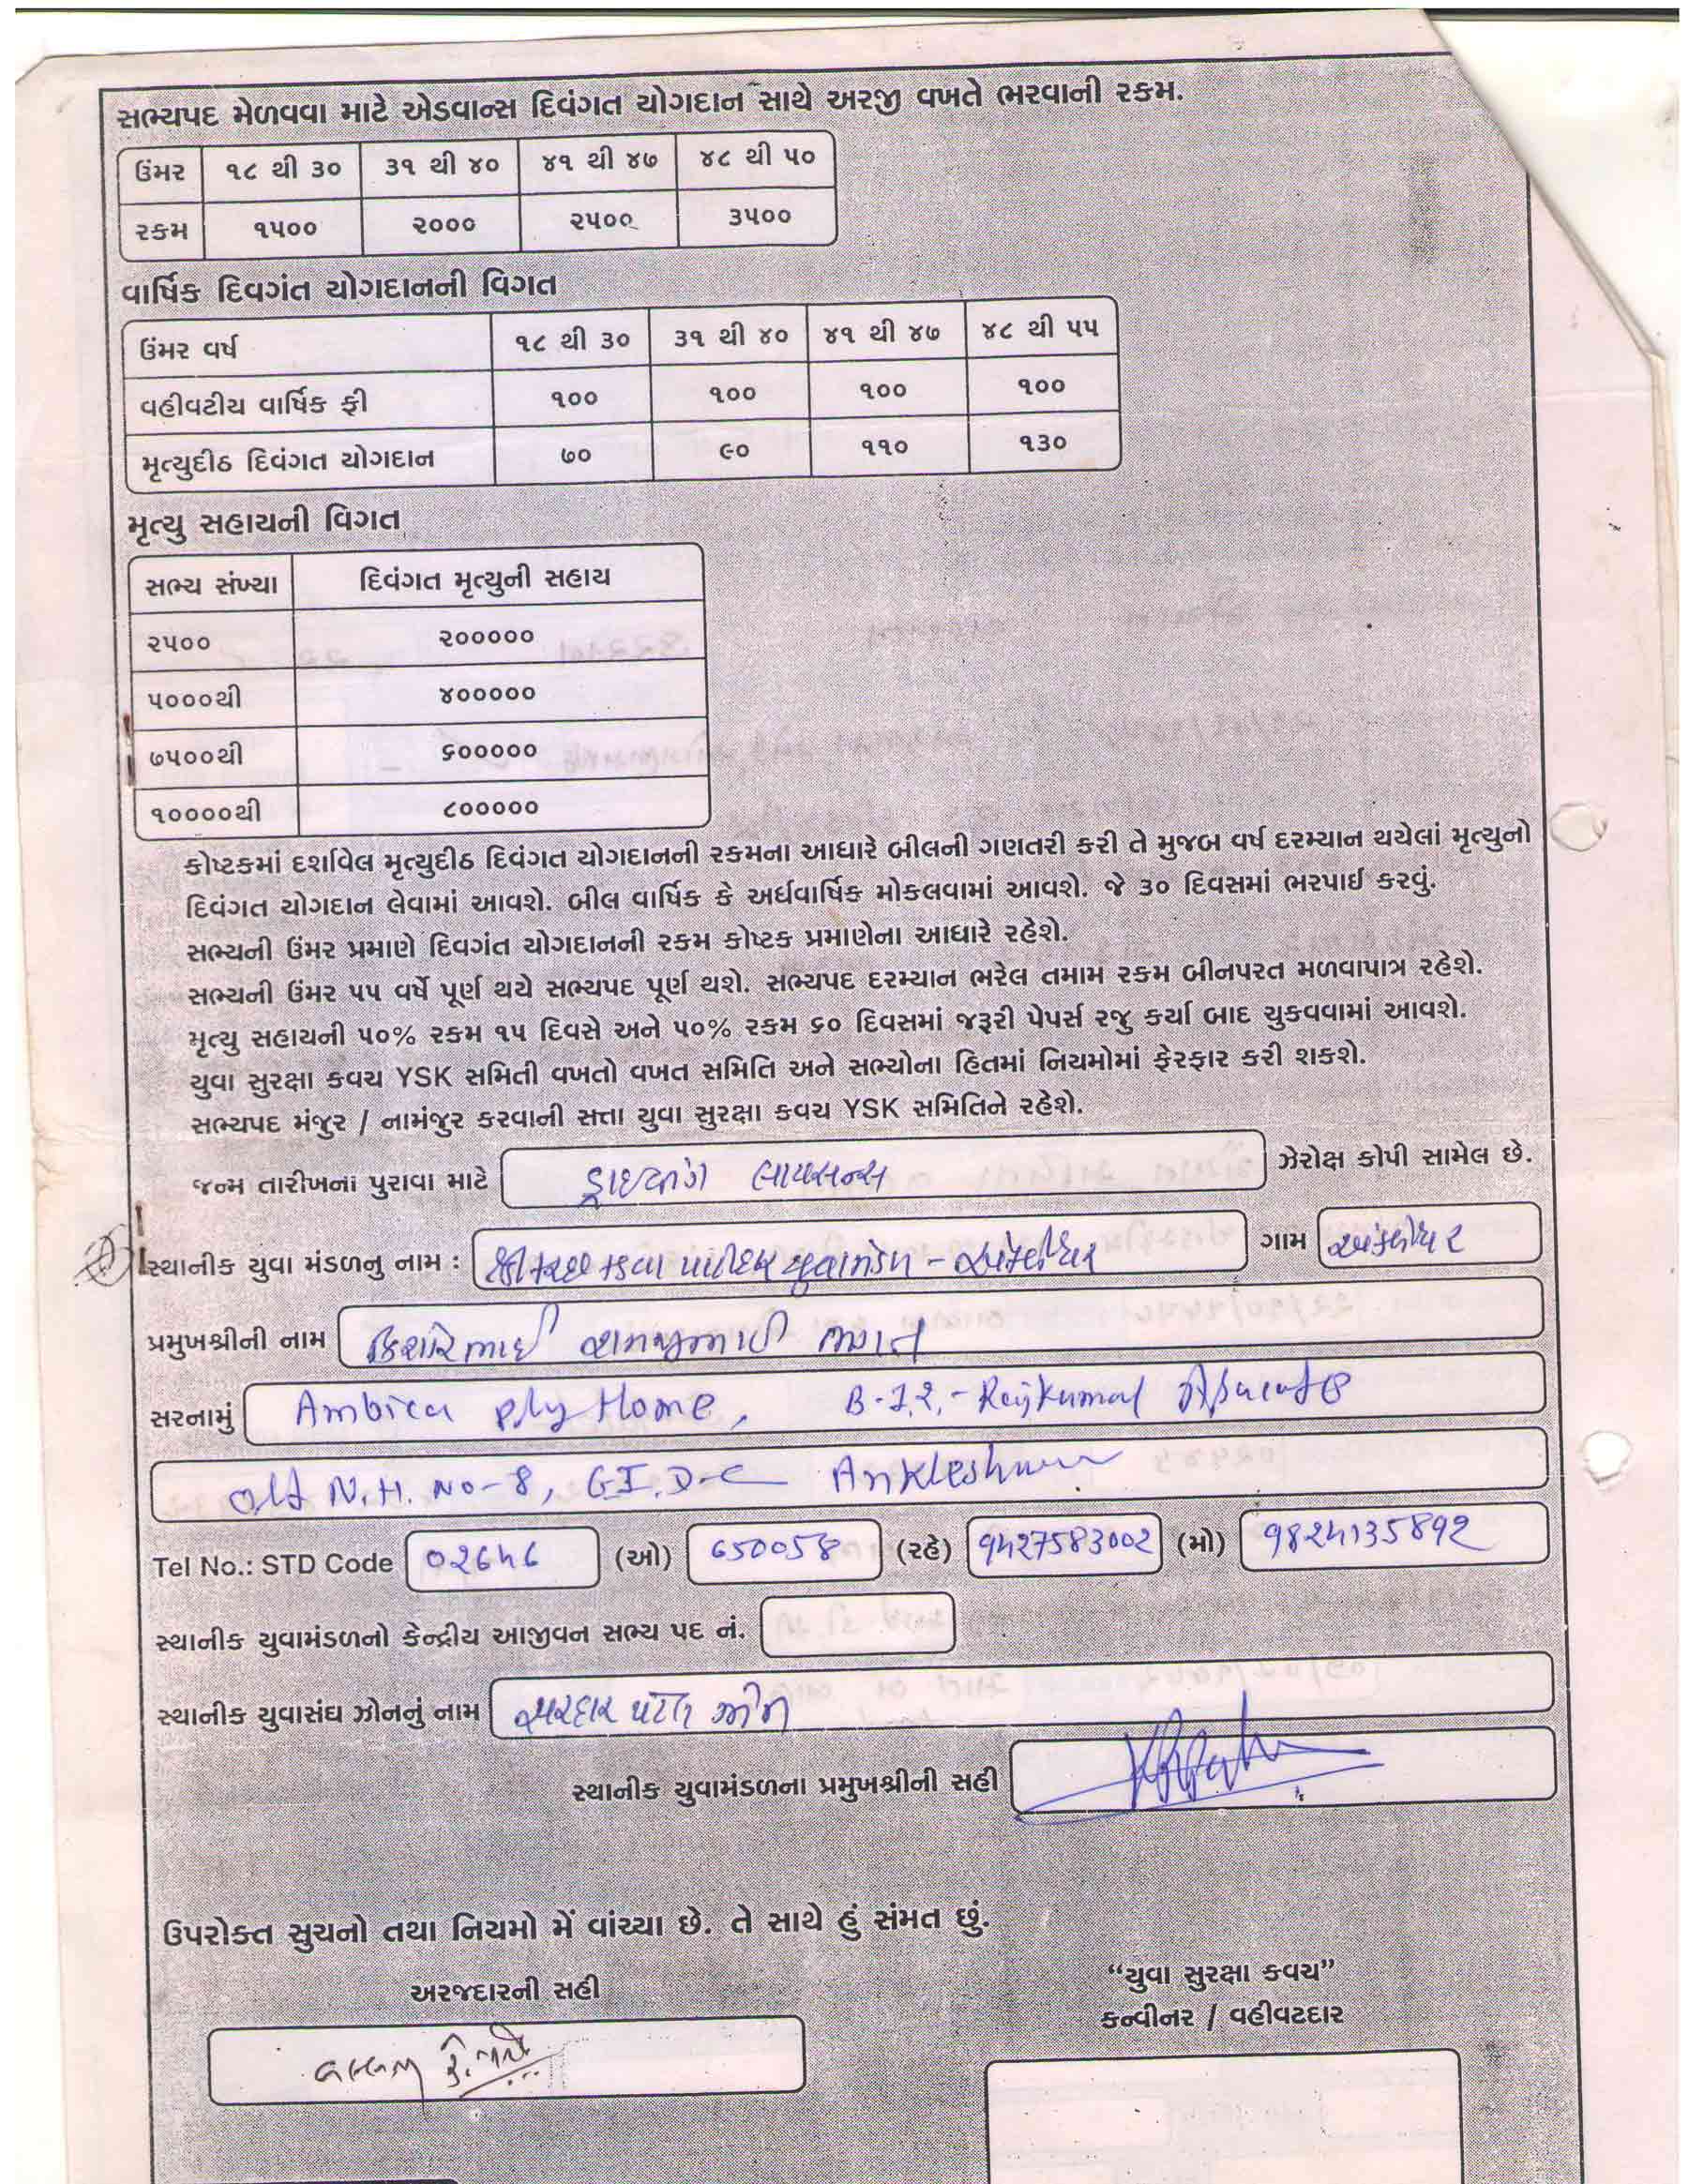 સભ્યપદ મેળવવા માટે એડવાન્સ દિવંગત યોગદાન સાથે અરજી વખતે ભરવાની રકમ.
ઉંમર ૧૮ થી ૩૦ ૩૧ થી ૪૦ ૪૧ થી ૪૭ ૪૮ થી ૫૦
રકમ ૧૫૦૦ ૨૦૦૦ ૨૫૦૦ ૩૫૦૦
વાર્ષિક દિવગંત યોગદાનની વિગત
ઉંમર વર્ષ ૧૮ થી ૩૦ ૩૧ થી ૪૦ ૪૧ થી ૪૭ ૪૮ થી ૫૫
વહીવટીય વાર્ષિક ફી ૧૦૦ ૧૦૦ ૧૦૦ ૧૦૦
મૃત્યુદીઠ દિવંગત યોગદાન ૭૦ ૯૦ ૧૧૦ ૧૩૦
મૃત્યુ સહાયની વિગત
સભ્ય સંખ્યા દિવંગત મૃત્યુની સહાય
૨૫૦૦ ૨૦૦૦૦૦
૫૦૦૦થી ૪૦૦૦૦૦
૭૫૦૦થી ૬૦૦૦૦૦
૧૦૦૦૦થી ૮૦૦૦૦૦
કોષ્ટકમાં દર્શાવેલ મૃત્યુદીઠ દિવંગત યોગદાનની રકમના આધારે બીલની ગણતરી કરી તે મુજબ વર્ષ દરમ્યાન થયેલાં મૃત્યુનો
દિવંગત યોગદાન લેવામાં આવશે. બીલ વાર્ષિક કે અર્ધવાર્ષિક મોકલવામાં આવશે. જે ૩૦ દિવસમાં ભરપાઈ કરવું.
સભ્યની ઉંમર પ્રમાણે દિવગંત યોગદાનની રકમ કોષ્ટક પ્રમાણેના આધારે રહેશે.
સભ્યની ઉંમર ૫૫ વર્ષે પૂર્ણ થયે સભ્યપદ પૂર્ણ થશે. સભ્યપદ દરમ્યાન ભરેલ તમામ રકમ બીનપરત મળવાપાત્ર રહેશે.
મૃત્યુ સહાયની ૫૦% રકમ ૧૫ દિવસે અને ૫૦% રકમ ૬૦ દિવસમાં જરૂરી પેપર્સ રજુ કર્યા બાદ ચુકવવામાં આવશે.
યુવા સુરક્ષા કવચ YSK સમિતી વખતો વખત સમિતિ અને સભ્યોના હિતમાં નિયમોમાં ફેરફાર કરી શકશે.
સભ્યપદ મંજુર / નામંજુર કરવાની સત્તા યુવા સુરક્ષા કવચ YSK સમિતિને રહેશે.
જન્મ તારીખના પુરાવા માટે ડ્રાઇવીંગ લાયસન્સ ઝેરોક્ષ કોપી સામેલ છે.
સ્થાનીક યુવા મંડળનુ નામ : યુવામંડળ - અંકલેશ્વર ગામ અંકલેશ્વર
પ્રમુખશ્રીની નામ કિશોરભાઈ
સરનામું Ambica ply Home, B-1,2,- Rajkumar
old N.H. No-8, G.I.D.C Ankleshwar
Tel No.: STD Code 02646 (ઓ) 650058 (રહે) 9427583002 (મો) 9824135892
સ્થાનીક યુવામંડળનો કેન્દ્રીય આજીવન સભ્ય પદ નં.
સ્થાનીક યુવાસંઘ ઝોનનું નામ સરદાર પટેલ ઝોન
સ્થાનીક યુવામંડળના પ્રમુખશ્રીની સહી
ઉપરોક્ત સુચનો તથા નિયમો મેં વાંચ્યા છે. તે સાથે હું સંમત છું.
અરજદારની સહી
“યુવા સુરક્ષા કવચ”
કન્વીનર / વહીવટદાર